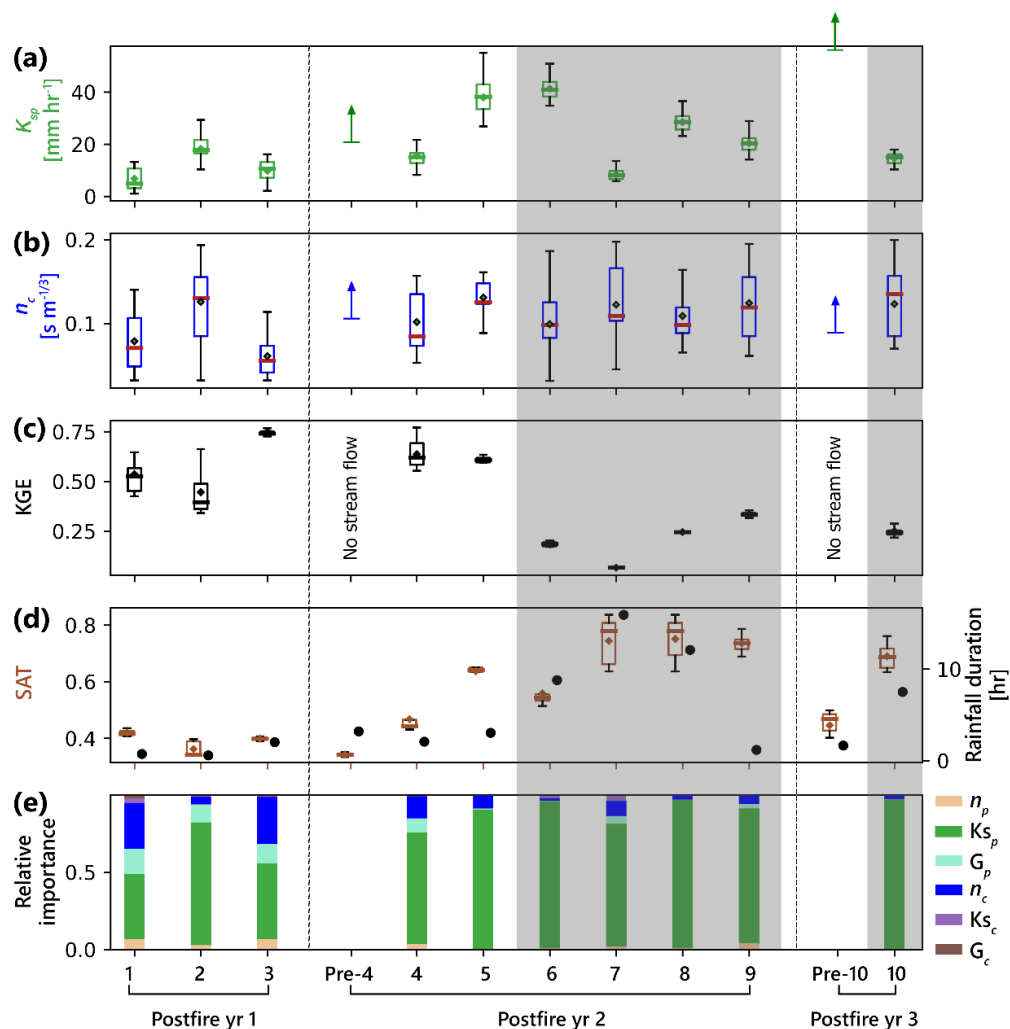 (a)
K_sp
[mm hr⁻¹]
40
20
0
(b)
n_c
[s m⁻¹/³]
0.2
0.1
(c)
KGE
0.75
0.50
0.25
No stream flow
No stream flow
(d)
SAT
0.8
0.6
0.4
10
0
Rainfall duration
[hr]
(e)
Relative
importance
0.5
0.0
n_p
Ks_p
G_p
n_c
Ks_c
G_c
1 2 3 Pre-4 4 5 6 7 8 9 Pre-10 10
Postfire yr 1 Postfire yr 2 Postfire yr 3